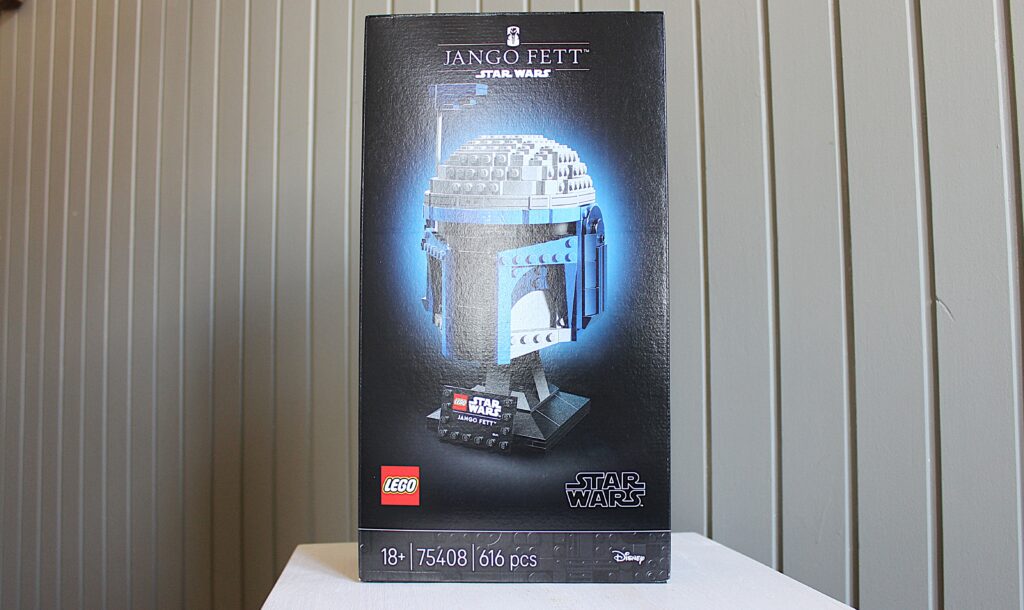 JANGO FETT™
STAR WARS
LEGO STAR WARS
JANGO FETT™
LEGO
STAR WARS
18+ | 75408 | 616 pcs
Disney